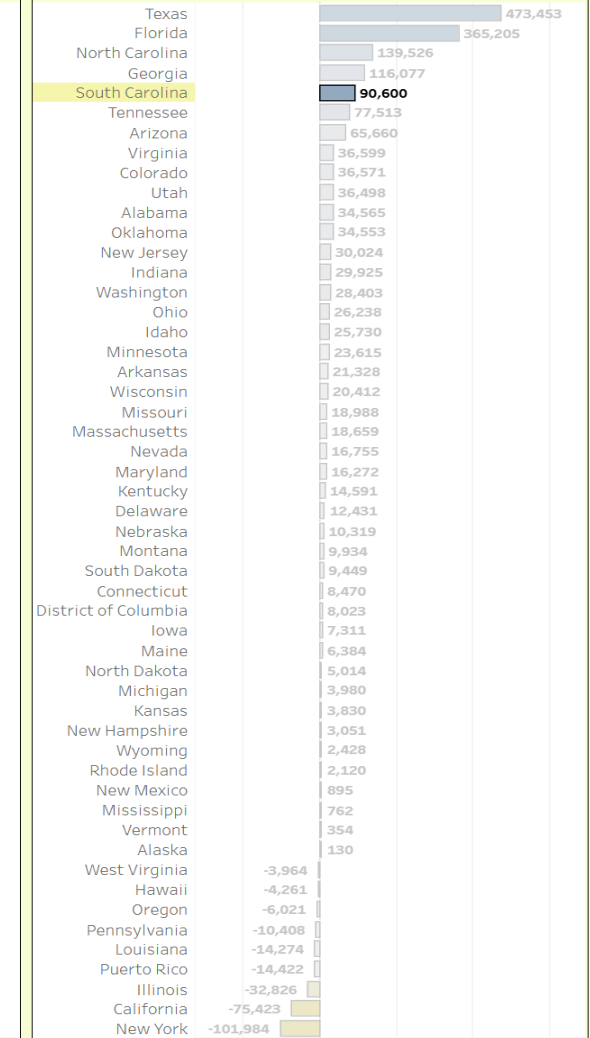 Texas 473,453
Florida 365,205
North Carolina 139,526
Georgia 116,077
South Carolina 90,600
Tennessee 77,513
Arizona 65,660
Virginia 36,599
Colorado 36,571
Utah 36,498
Alabama 34,565
Oklahoma 34,553
New Jersey 30,024
Indiana 29,925
Washington 28,403
Ohio 26,238
Idaho 25,730
Minnesota 23,615
Arkansas 21,328
Wisconsin 20,412
Missouri 18,988
Massachusetts 18,659
Nevada 16,755
Maryland 16,272
Kentucky 14,591
Delaware 12,431
Nebraska 10,319
Montana 9,934
South Dakota 9,449
Connecticut 8,470
District of Columbia 8,023
Iowa 7,311
Maine 6,384
North Dakota 5,014
Michigan 3,980
Kansas 3,830
New Hampshire 3,051
Wyoming 2,428
Rhode Island 2,120
New Mexico 895
Mississippi 762
Vermont 354
Alaska 130
West Virginia -3,964
Hawaii -4,261
Oregon -6,021
Pennsylvania -10,408
Louisiana -14,274
Puerto Rico -14,422
Illinois -32,826
California -75,423
New York -101,984